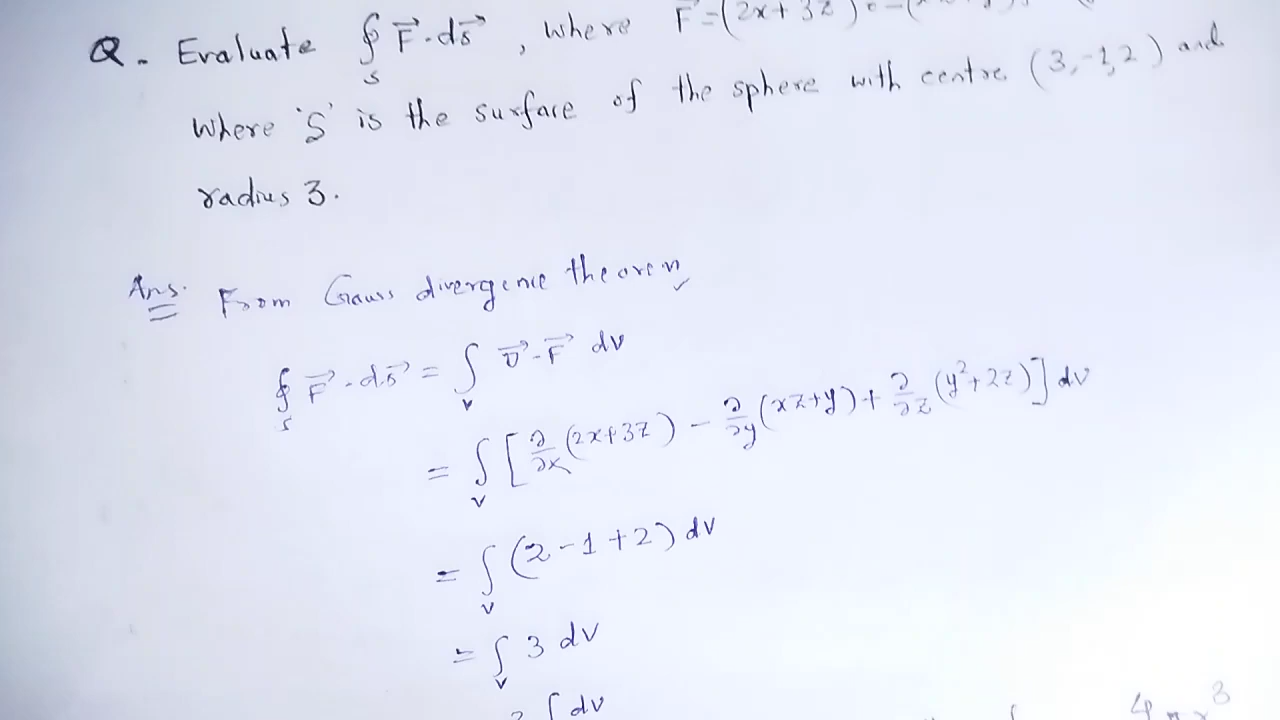 Q. Evaluate ∮_S F⃗·ds⃗, where F⃗ = (2x + 3z)
where 'S' is the surface of the sphere with centre (3, -1, 2) and
radius 3.
Ans. From Gauss divergence theorem
∮_S F⃗·ds⃗ = ∫_V ∇⃗·F⃗ dv
= ∫_V [∂/∂x (2x+3z) - ∂/∂y (xz+y) + ∂/∂z (y²+2z)] dv
= ∫_V (2 - 1 + 2) dv
= ∫_V 3 dv
∫ dv